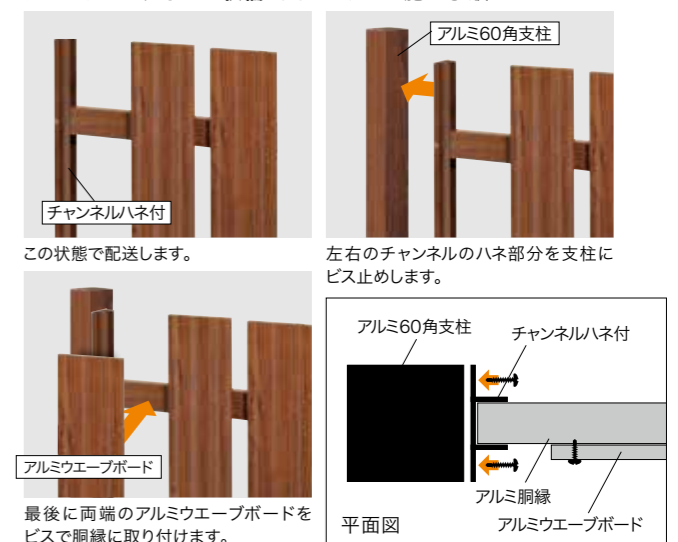 アルミ60角支柱
チャンネルハネ付
この状態で配送します。
左右のチャンネルのハネ部分を支柱に
ビス止めします。
アルミウエーブボード
最後に両端のアルミウエーブボードを
ビスで胴縁に取り付けます。
アルミ60角支柱
チャンネルハネ付
アルミ胴縁
平面図
アルミウエーブボード